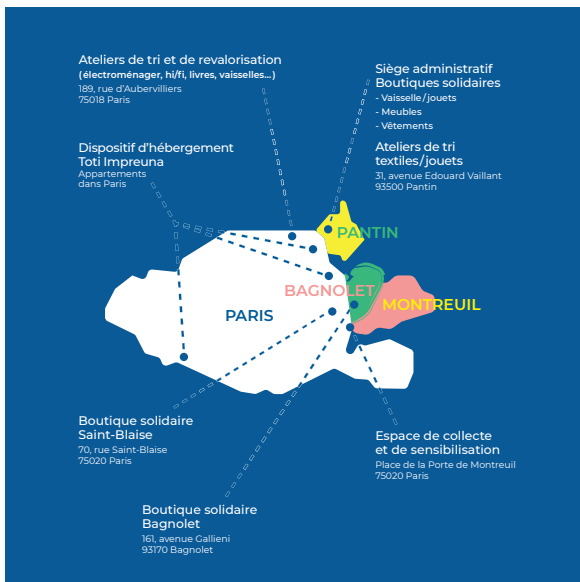 Ateliers de tri et de revalorisation
(électroménager, hi/fi, livres, vaisselles...)
189, rue d'Aubervilliers
75018 Paris
Siège administratif
Boutiques solidaires
- Vaisselle/jouets
- Meubles
- Vêtements
Ateliers de tri
textiles/jouets
31, avenue Edouard Vaillant
93500 Pantin
Dispositif d'hébergement
Toti Impreuna
Appartements
dans Paris
PANTIN
BAGNOLET
MONTREUIL
PARIS
Boutique solidaire
Saint-Blaise
70, rue Saint-Blaise
75020 Paris
Espace de collecte
et de sensibilisation
Place de la Porte de Montreuil
75020 Paris
Boutique solidaire
Bagnolet
161, avenue Gallieni
93170 Bagnolet